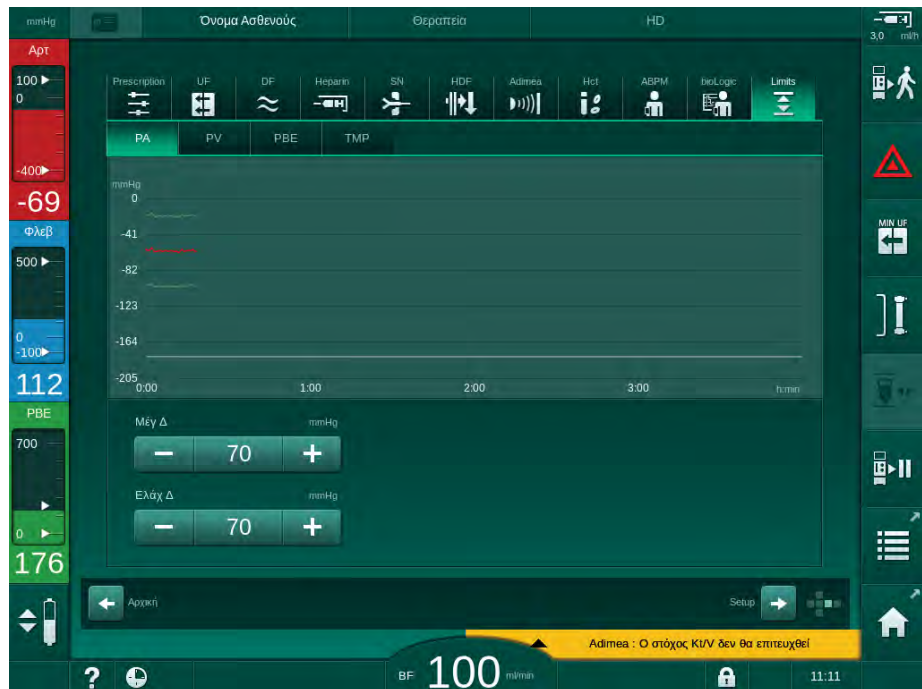 mmHg
Όνομα Ασθενούς
Θεραπεία
HD
3,0 ml/h
Αρτ
100
0
-400
-69
Φλεβ
500
0
-100
112
PBE
700
0
176
Prescription
UF
DF
Heparin
SN
HDF
Adimea
Hct
ABPM
bioLogic
Limits
PA
PV
PBE
TMP
mmHg
0
-41
-82
-123
-164
-205
0:00
1:00
2:00
3:00
h:min
Μέγ Δ
mmHg
70
Ελάχ Δ
mmHg
70
MIN UF
Αρχική
Setup
Adimea : Ο στόχος Kt/V δεν θα επιτευχθεί
?
BF 100 ml/min
11:11